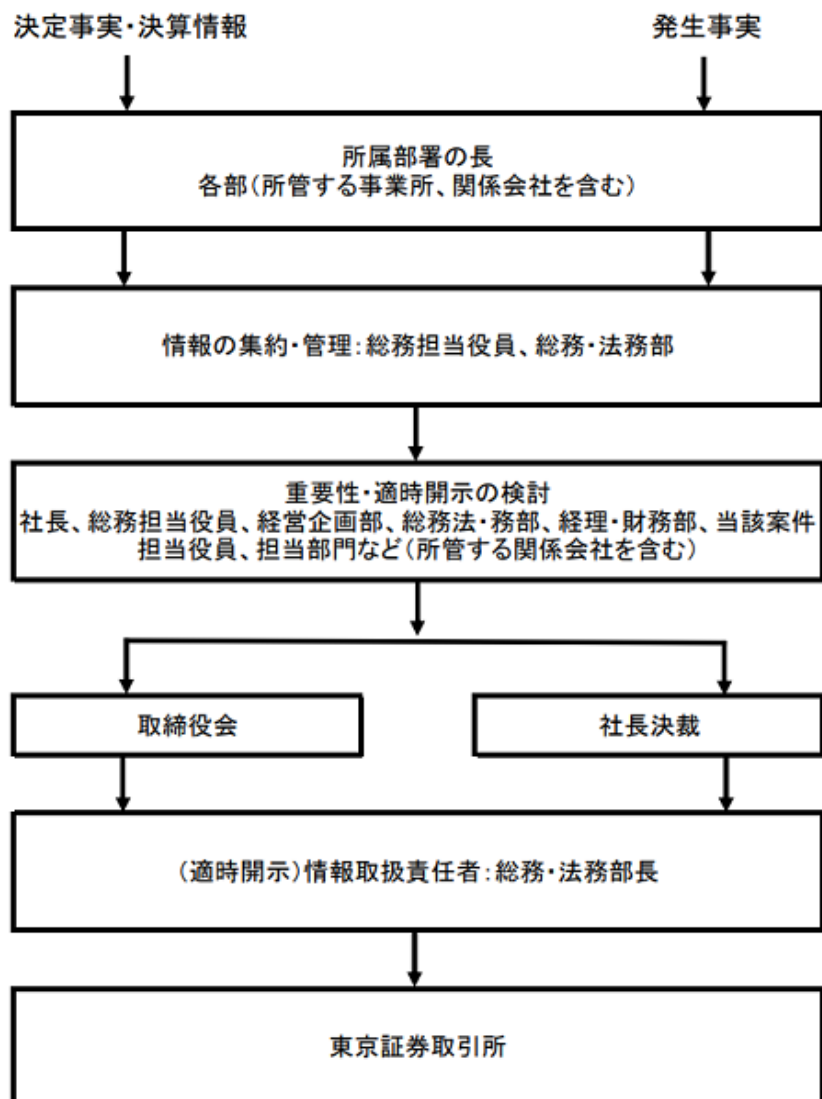 決定事実・決算情報
発生事実
所属部署の長
各部(所管する事業所、関係会社を含む)
情報の集約・管理:総務担当役員、総務・法務部
重要性・適時開示の検討
社長、総務担当役員、経営企画部、総務法・務部、経理・財務部、当該案件
担当役員、担当部門など(所管する関係会社を含む)
取締役会
社長決裁
(適時開示)情報取扱責任者:総務・法務部長
東京証券取引所